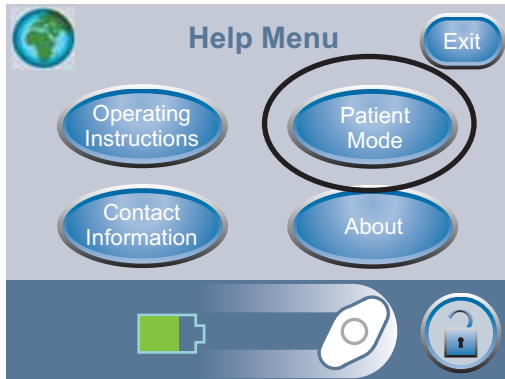 Help Menu
Exit
Operating
Instructions
Patient
Mode
Contact
Information
About